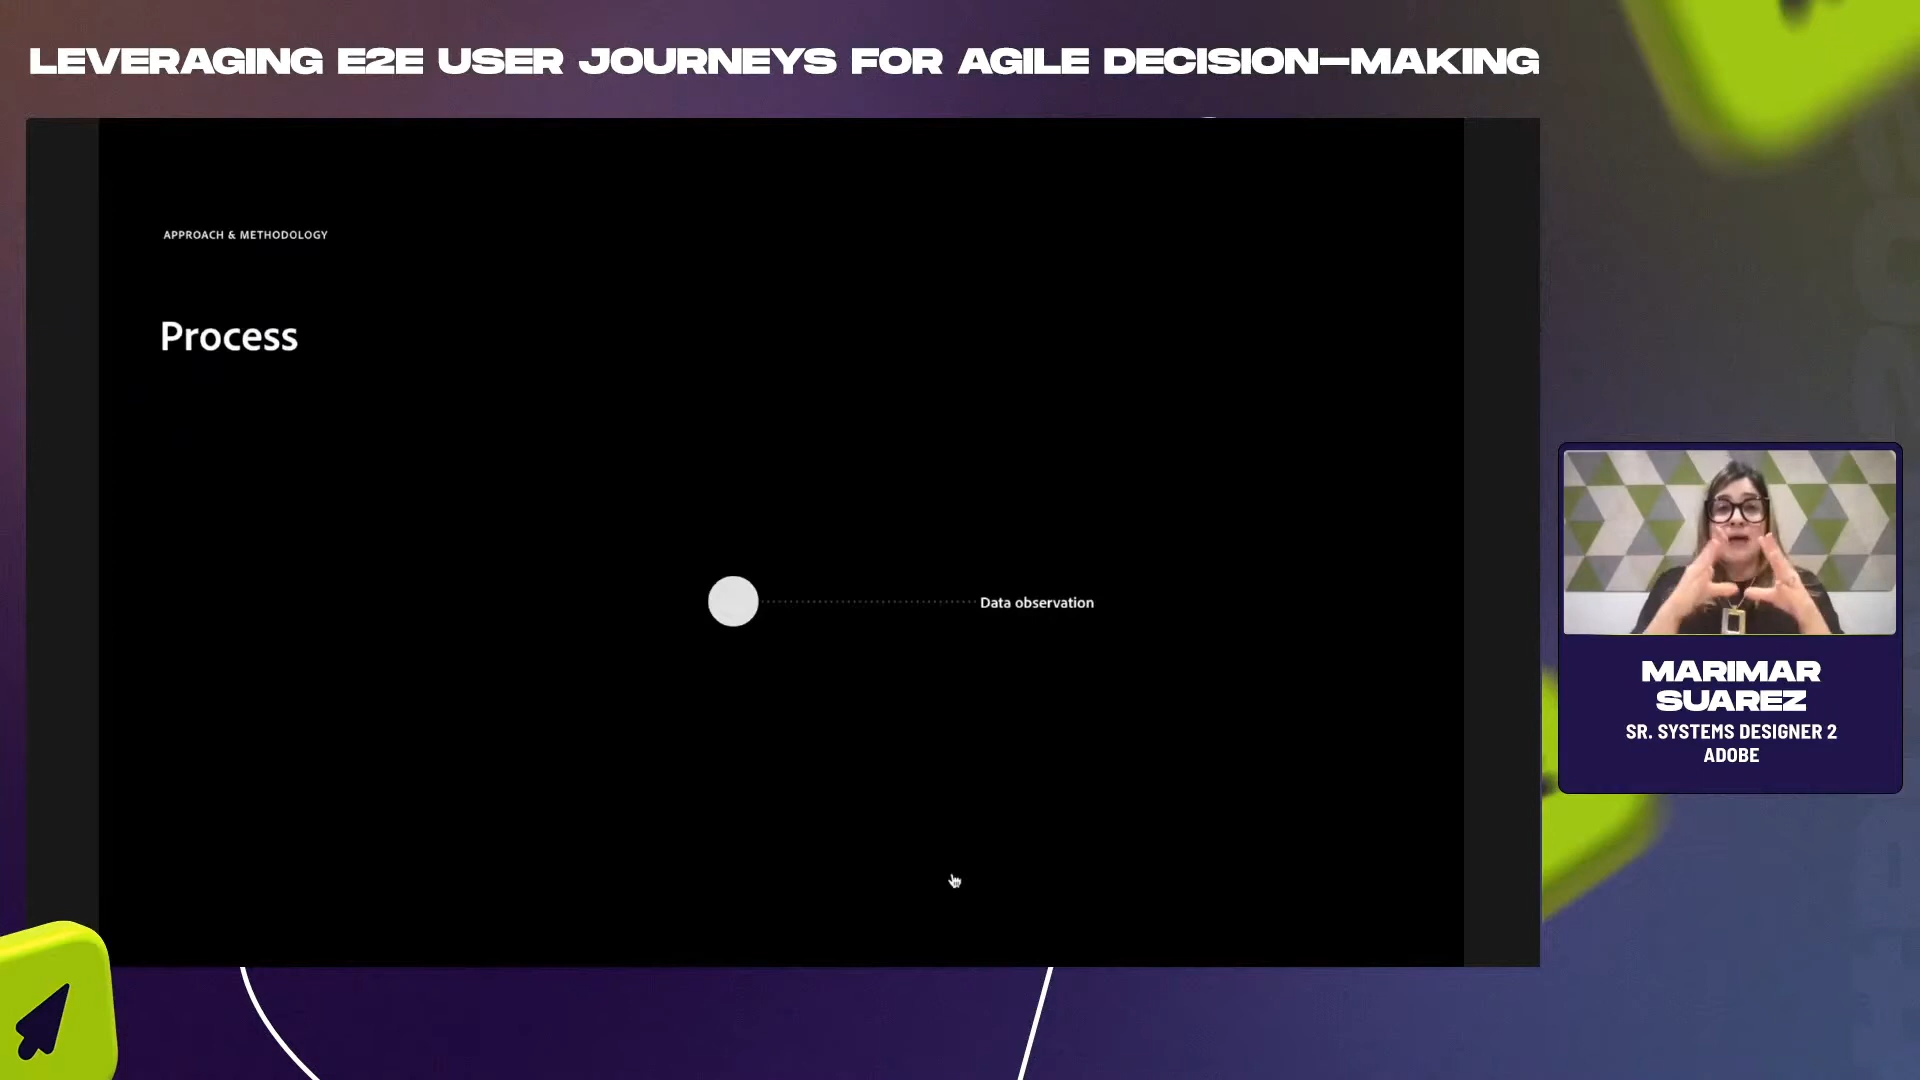 LEVERAGING E2E USER JOURNEYS FOR AGILE DECISION–MAKING
APPROACH & METHODOLOGY
Process
Data observation
MARIMAR
SUAREZ
SR. SYSTEMS DESIGNER 2
ADOBE